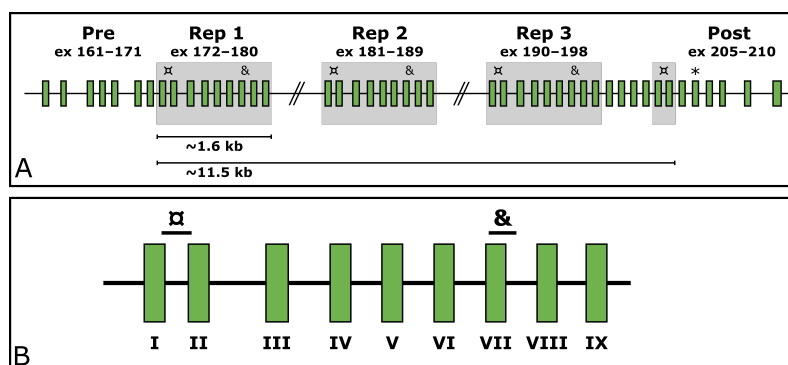 Pre Rep 1 Rep 2 Rep 3 Post
ex 161–171 ex 172–180 ex 181–189 ex 190–198 ex 205–210
¤ & ¤ & ¤ & ¤ *
~1.6 kb
~11.5 kb
A
¤ &
I II III IV V VI VII VIII IX
B